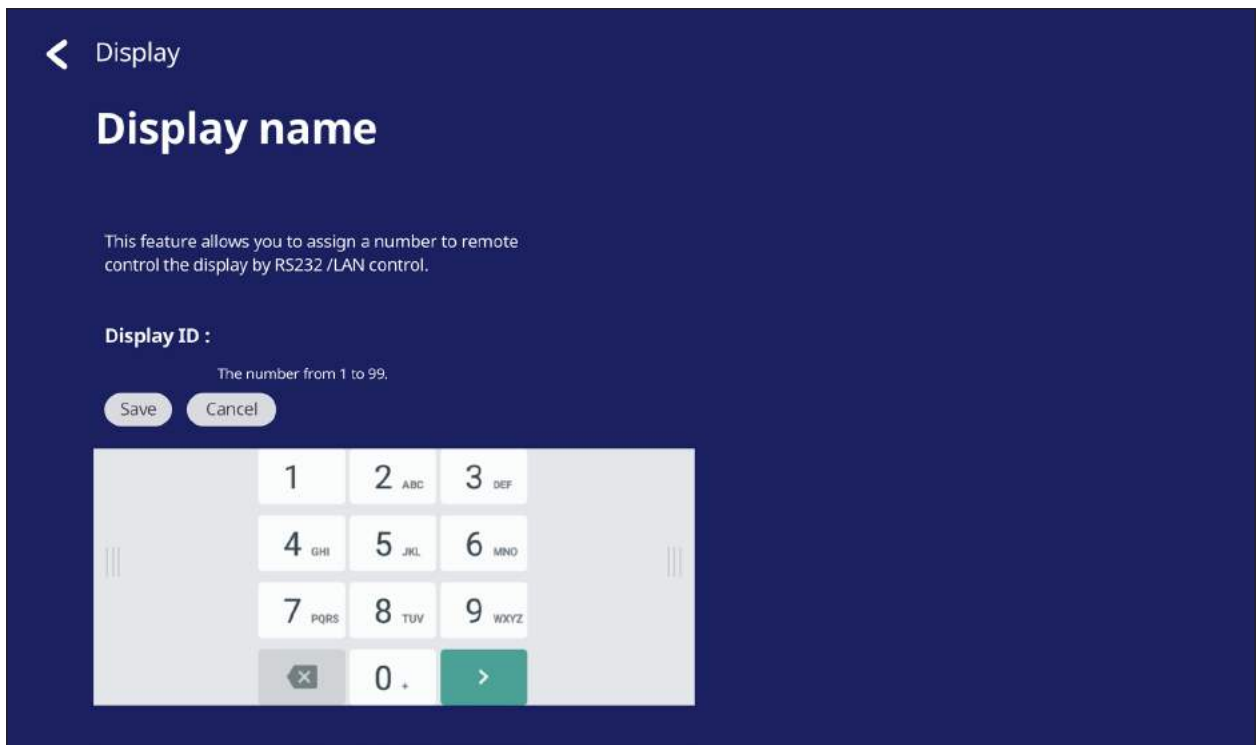 Display
Display name
This feature allows you to assign a number to remote
control the display by RS232 /LAN control.
Display ID :
The number from 1 to 99.
Save Cancel
1 2 ABC 3 DEF
4 GHI 5 JKL 6 MNO
7 PQRS 8 TUV 9 WXYZ
0 +